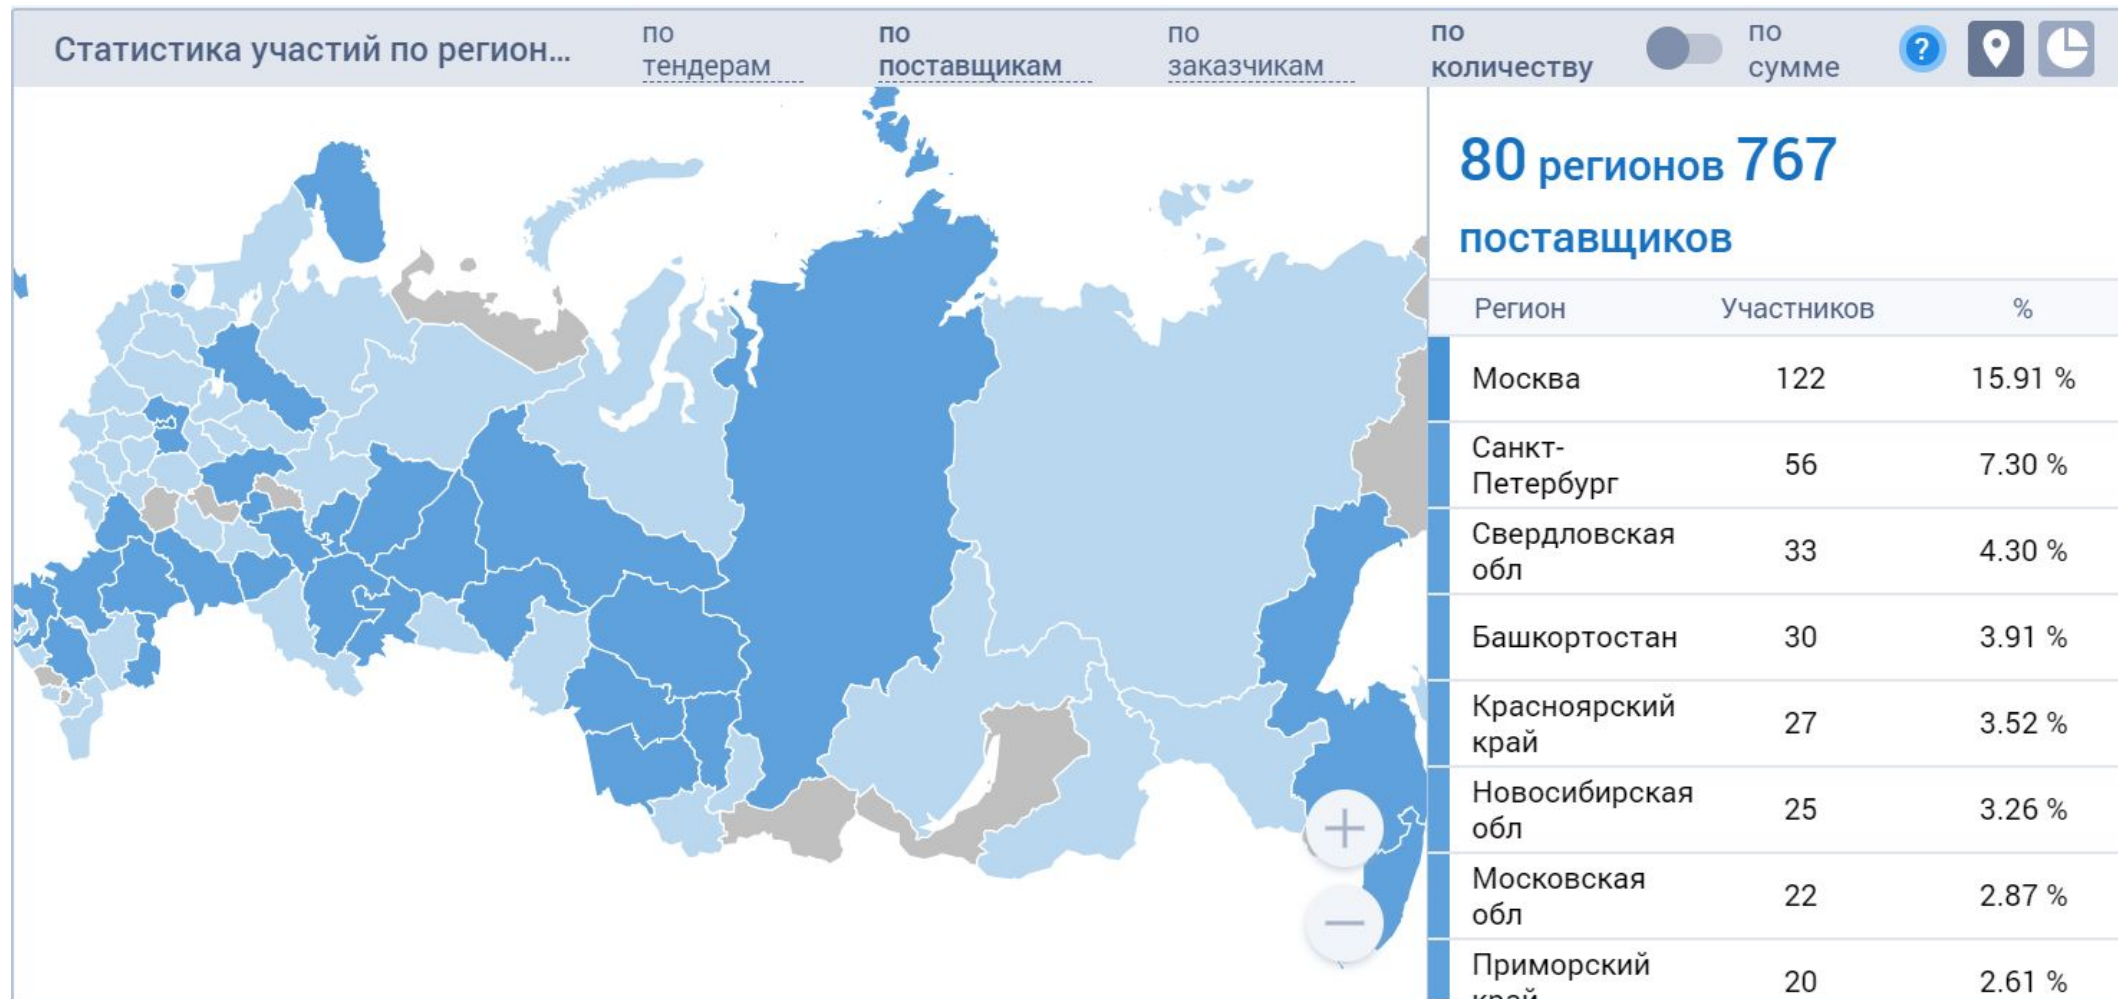 Статистика участий по регион...
по
тендерам
по
поставщикам
по
заказчикам
по
количеству
по
сумме
?
80 регионов 767
поставщиков
Регион Участников %
Москва 122 15.91 %
Санкт-
Петербург 56 7.30 %
Свердловская
обл 33 4.30 %
Башкортостан 30 3.91 %
Красноярский
край 27 3.52 %
Новосибирская
обл 25 3.26 %
Московская
обл 22 2.87 %
Приморский
край 20 2.61 %
+
−